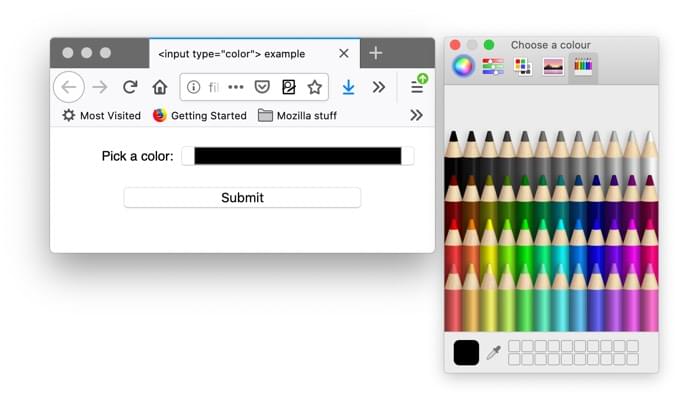 <input type="color"> example
fil
Most Visited
Getting Started
Mozilla stuff
Pick a color:
Submit
Choose a colour